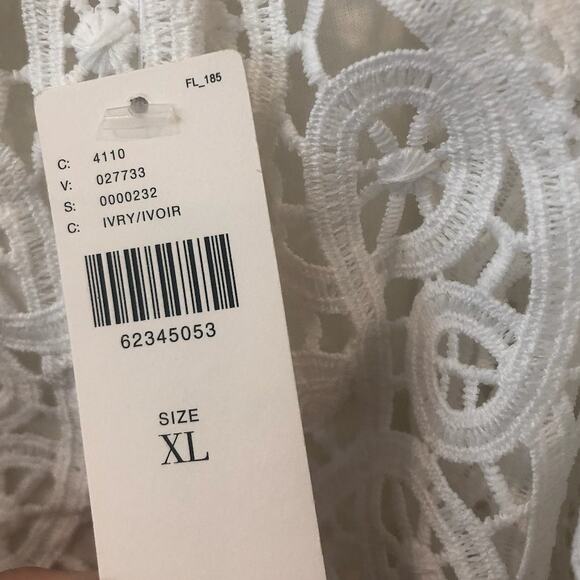 FL_185
C: 4110
V: 027733
S: 0000232
C: IVRY/IVOIR
62345053
SIZE
XL